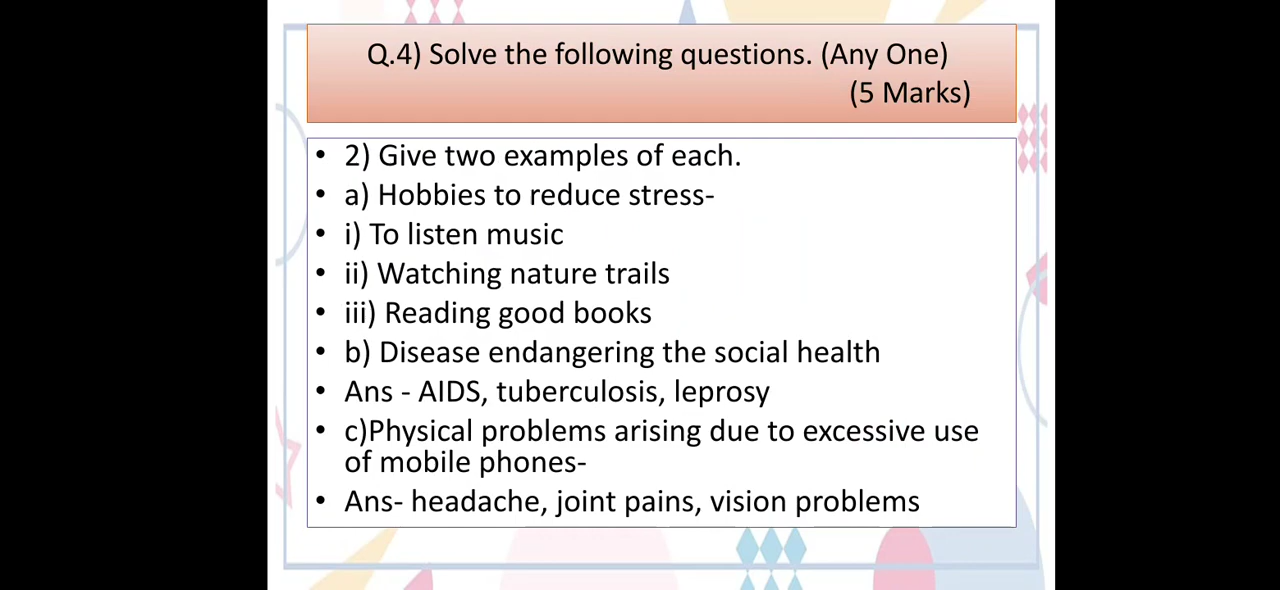 Q.4) Solve the following questions. (Any One)
(5 Marks)
• 2) Give two examples of each.
• a) Hobbies to reduce stress-
• i) To listen music
• ii) Watching nature trails
• iii) Reading good books
• b) Disease endangering the social health
• Ans - AIDS, tuberculosis, leprosy
• c)Physical problems arising due to excessive use
of mobile phones-
• Ans- headache, joint pains, vision problems